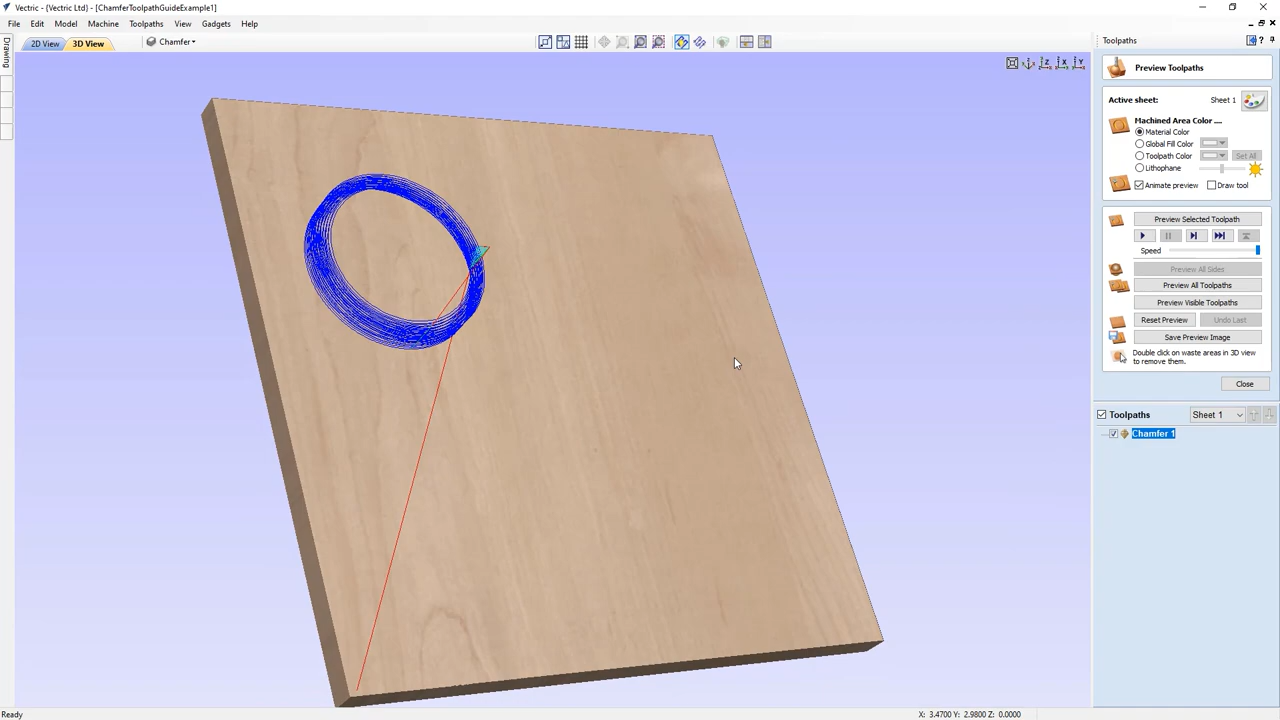 Vectric - {Vectric Ltd} - [ChamferToolpathGuideExample1]
File Edit Model Machine Toolpaths View Gadgets Help
Drawing
2D View 3D View Chamfer
Toolpaths
Preview Toolpaths
Active sheet: Sheet 1
Machined Area Color ....
Material Color
Global Fill Color
Toolpath Color Set All
Lithophane
Animate preview Draw tool
Preview Selected Toolpath
Speed
Preview All Sides
Preview All Toolpaths
Preview Visible Toolpaths
Reset Preview Undo Last
Save Preview Image
Double click on waste areas in 3D view
to remove them.
Close
Toolpaths Sheet 1
Chamfer 1
Ready X: 3.4700 Y: 2.9800 Z: 0.0000